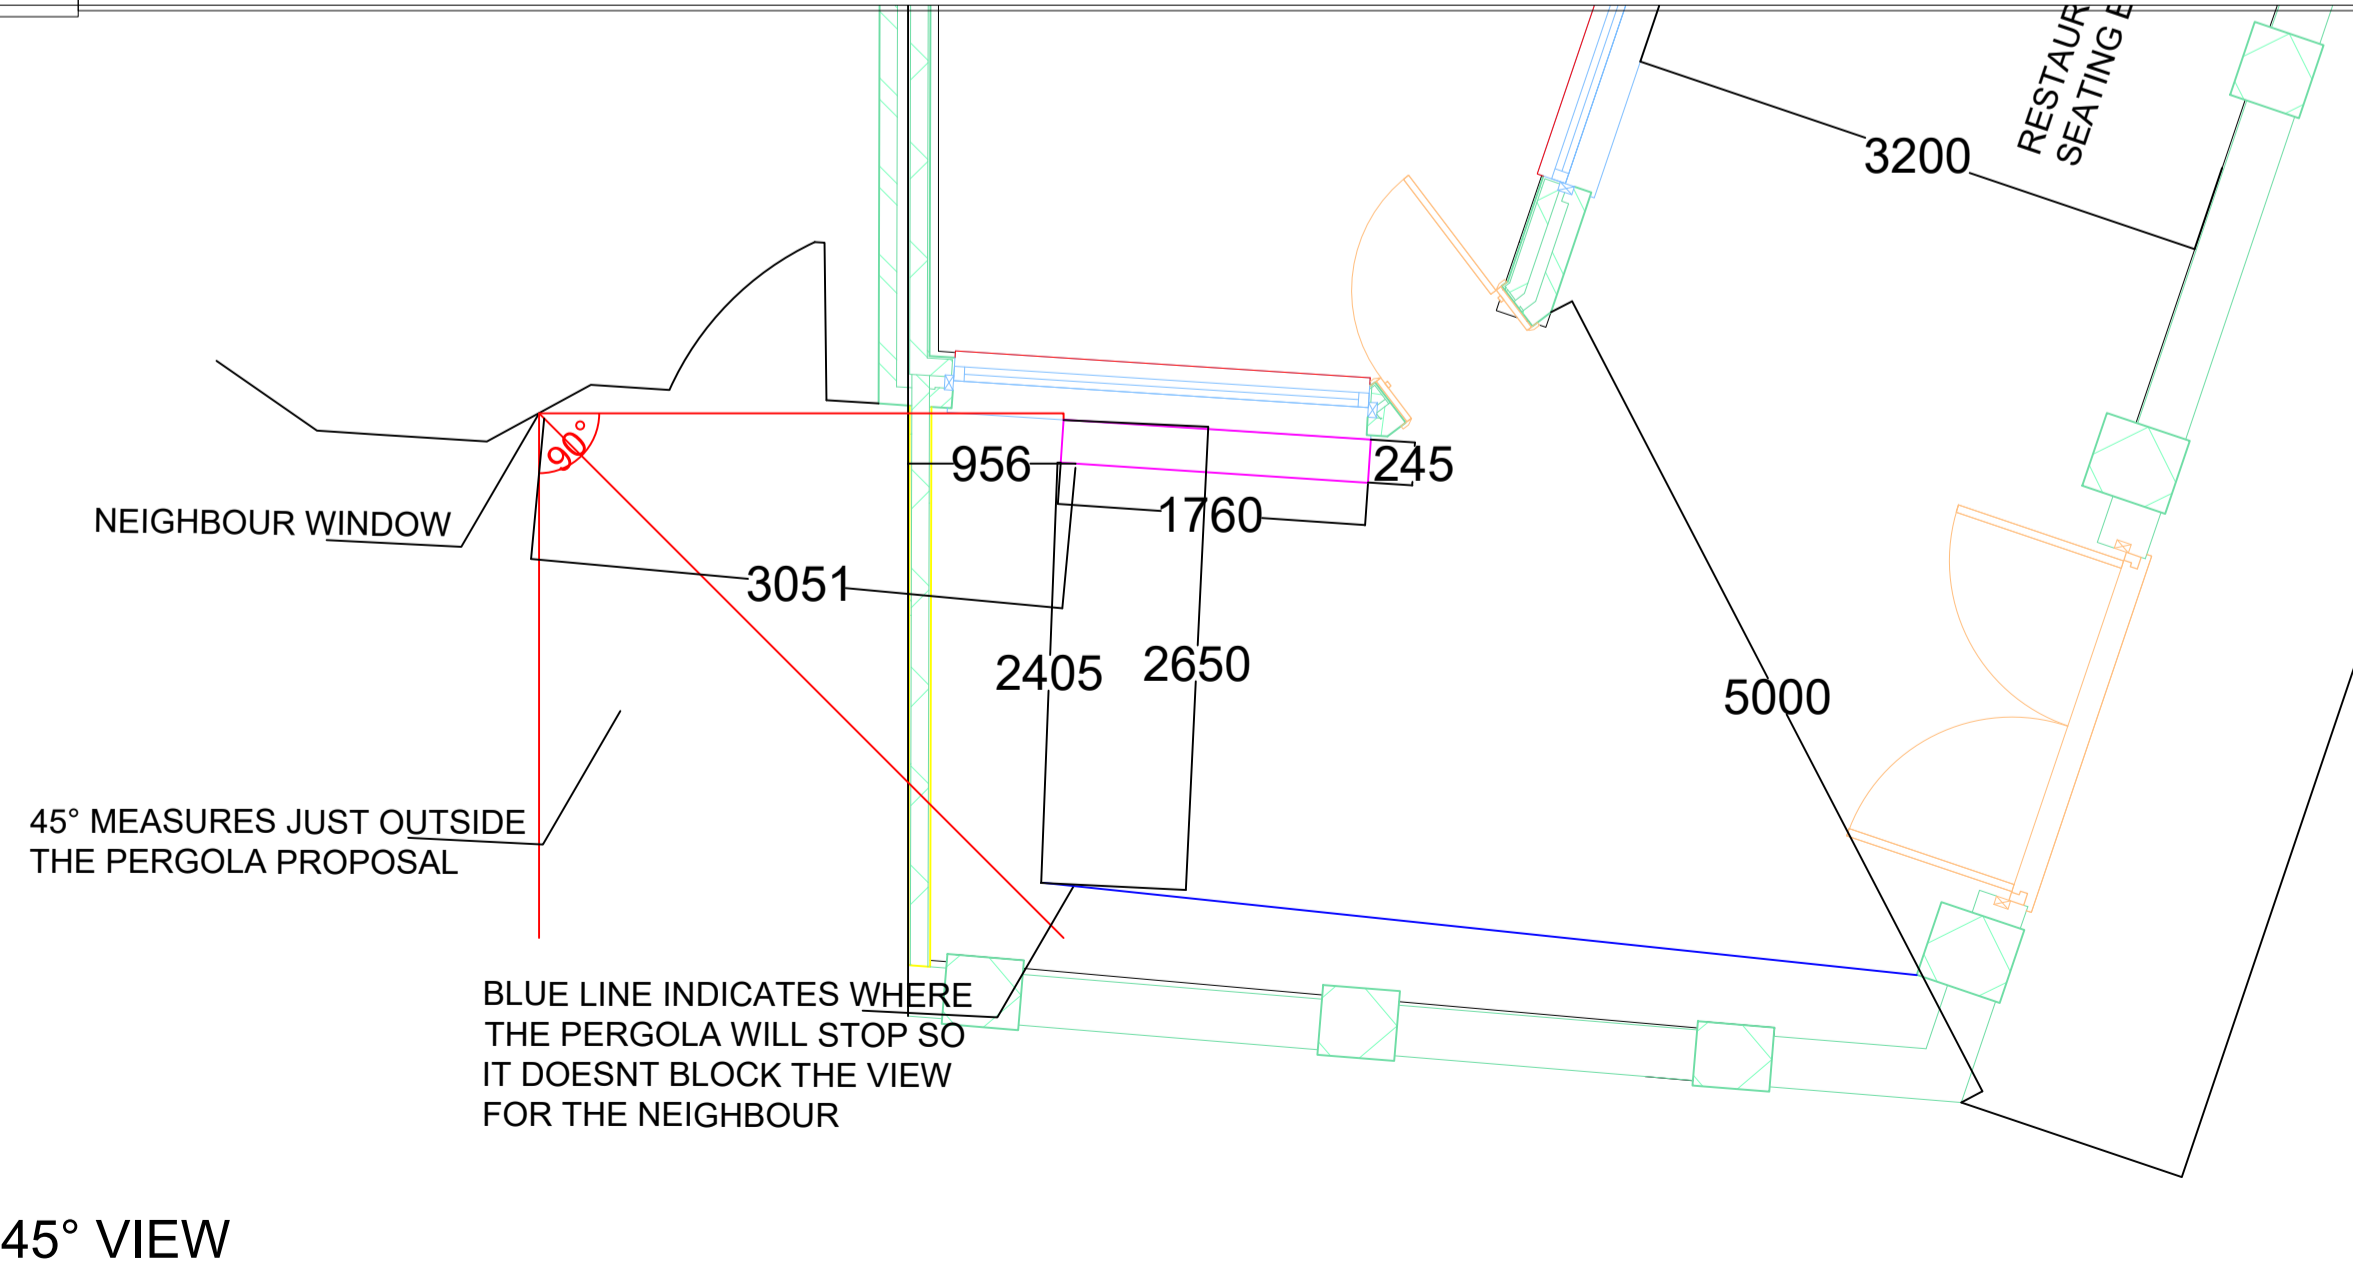 SEATING
3200
90°
956
245
NEIGHBOUR WINDOW
1760
3051
2405
2650
5000
45° MEASURES JUST OUTSIDE
THE PERGOLA PROPOSAL
BLUE LINE INDICATES WHERE
THE PERGOLA WILL STOP SO
IT DOESNT BLOCK THE VIEW
FOR THE NEIGHBOUR
45° VIEW